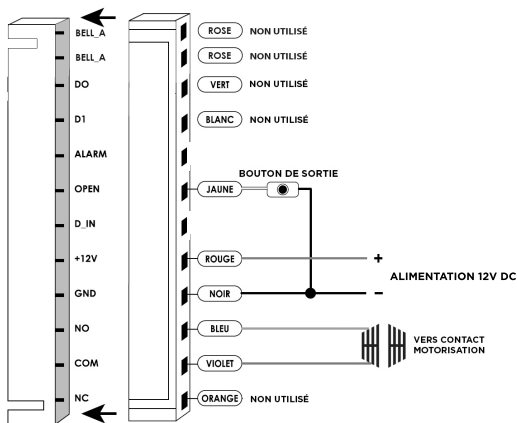 BELL_A ROSE NON UTILISÉ
BELL_A ROSE NON UTILISÉ
DO VERT NON UTILISÉ
D1 BLANC NON UTILISÉ
ALARM
BOUTON DE SORTIE
OPEN JAUNE
D_IN
+12V ROUGE +
ALIMENTATION 12V DC
GND NOIR –
NO BLEU
VERS CONTACT
MOTORISATION
COM VIOLET
NC ORANGE NON UTILISÉ